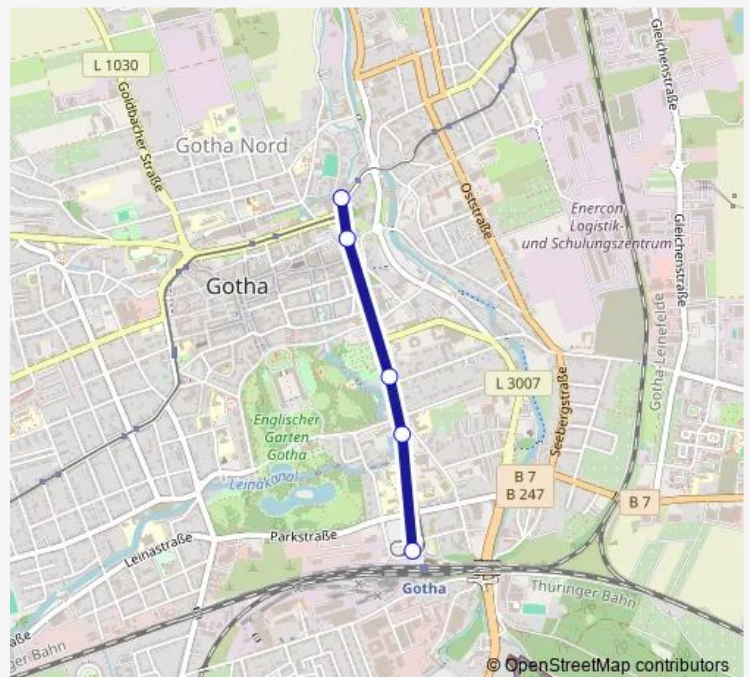 L 1030
Goldbacher Straße
Gotha Nord
Gleichenstraße
Oststraße
Enercon
Logistik-
und Schulungszentrum
Gleichenstraße
Gotha
Gotha-Leinefelde
L 3007
Englischer
Garten
Gotha
Seebergstraße
Leinakanal
B 7
B 247
B 7
Leinastraße
Parkstraße
Gotha
Thüringer Bahn
aße
ger Bahn
© OpenStreetMap contributors